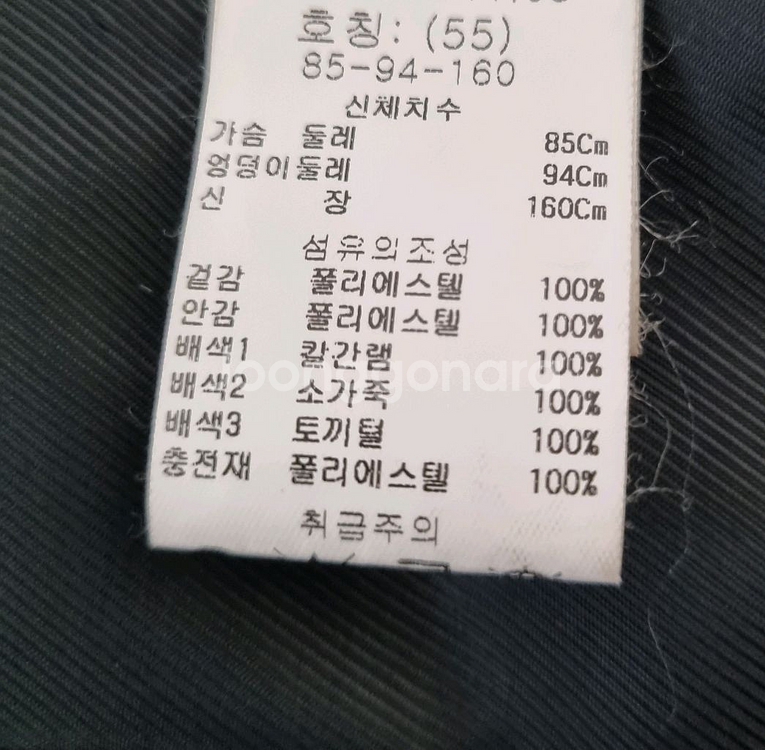 호칭: (55)
85-94-160
신체치수
가슴 둘레 85Cm
엉덩이둘레 94Cm
신 장 160Cm
섬유의조성
겉감 폴리에스텔 100%
안감 폴리에스텔 100%
배색1 칼간램 100%
배색2 소가죽 100%
배색3 토끼털 100%
충전재 폴리에스텔 100%
취급주의
joongonara